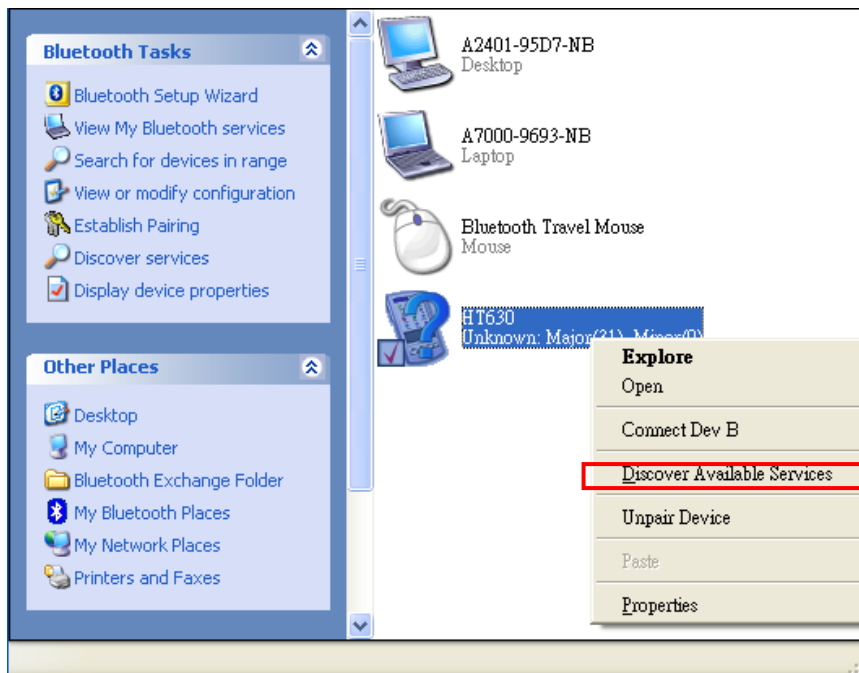 Bluetooth Tasks
Bluetooth Setup Wizard
View My Bluetooth services
Search for devices in range
View or modify configuration
Establish Pairing
Discover services
Display device properties
Other Places
Desktop
My Computer
Bluetooth Exchange Folder
My Bluetooth Places
My Network Places
Printers and Faxes
A2401-95D7-NB
Desktop
A7000-9693-NB
Laptop
Bluetooth Travel Mouse
Mouse
HT630
Unknown: Major(31), Minor(0)
Explore
Open
Connect Dev B
Discover Available Services
Unpair Device
Paste
Properties